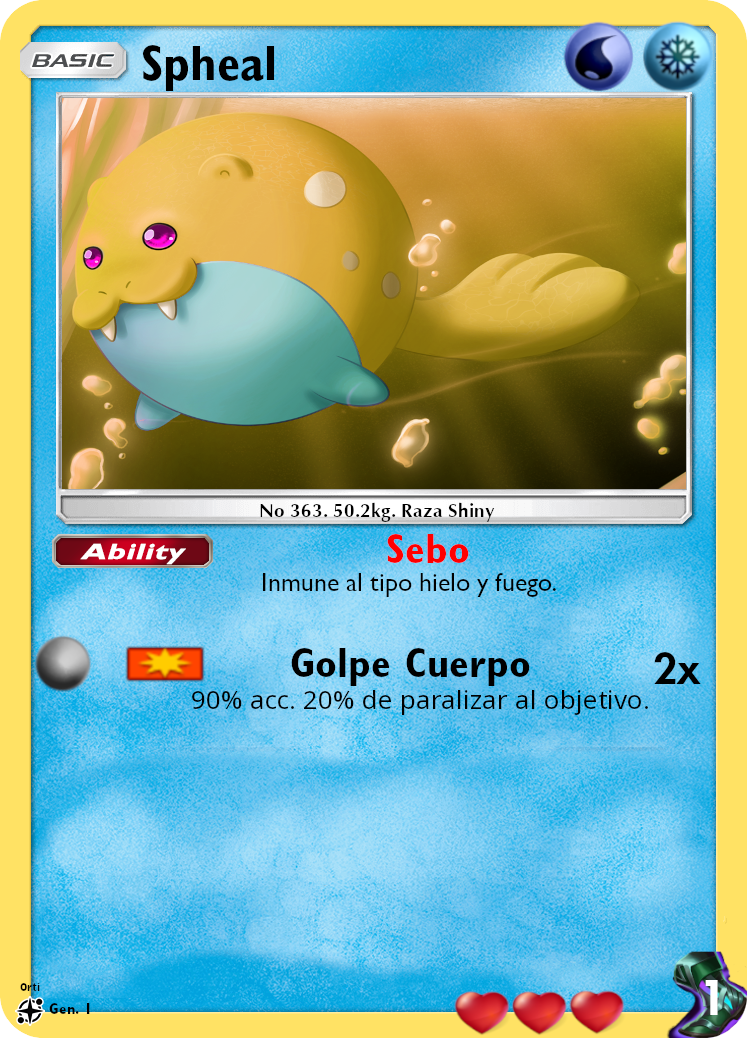 BASIC
Spheal
No 363. 50.2kg. Raza Shiny
Ability
Sebo
Inmune al tipo hielo y fuego.
Golpe Cuerpo
2x
90% acc. 20% de paralizar al objetivo.
Orti
Gen. 1
1